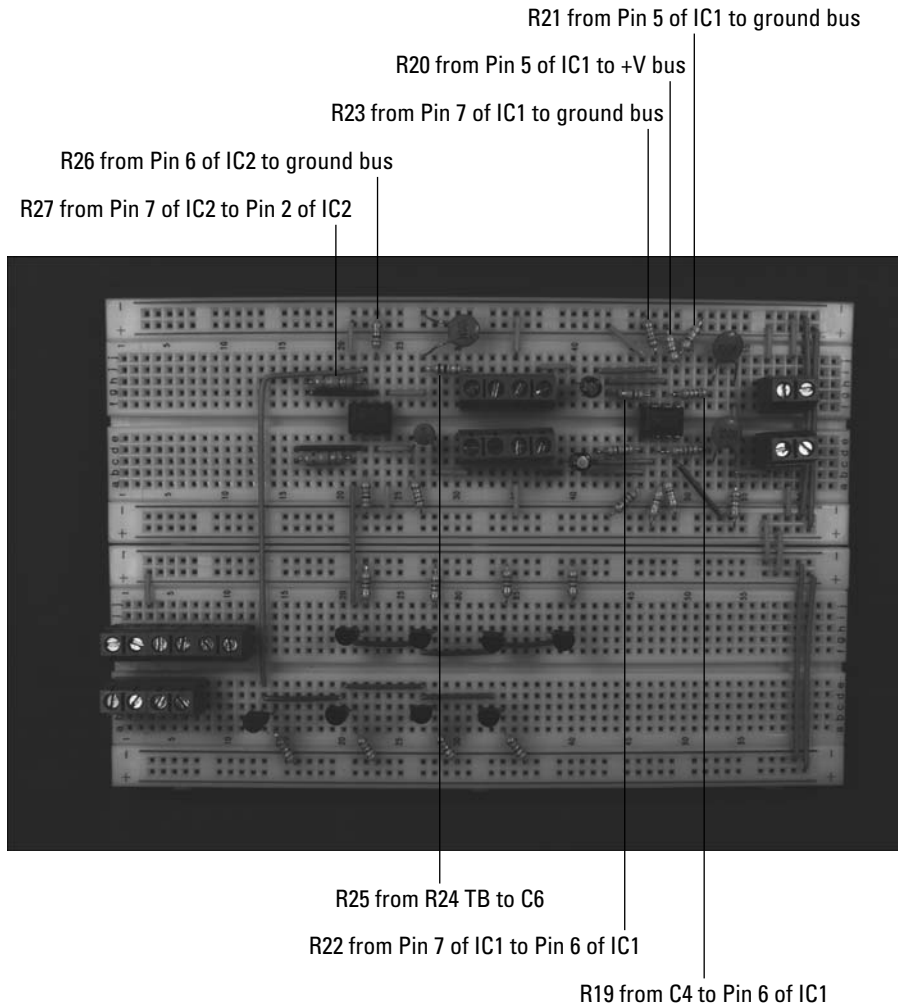 R21 from Pin 5 of IC1 to ground bus
R20 from Pin 5 of IC1 to +V bus
R23 from Pin 7 of IC1 to ground bus
R26 from Pin 6 of IC2 to ground bus
R27 from Pin 7 of IC2 to Pin 2 of IC2
R25 from R24 TB to C6
R22 from Pin 7 of IC1 to Pin 6 of IC1
R19 from C4 to Pin 6 of IC1